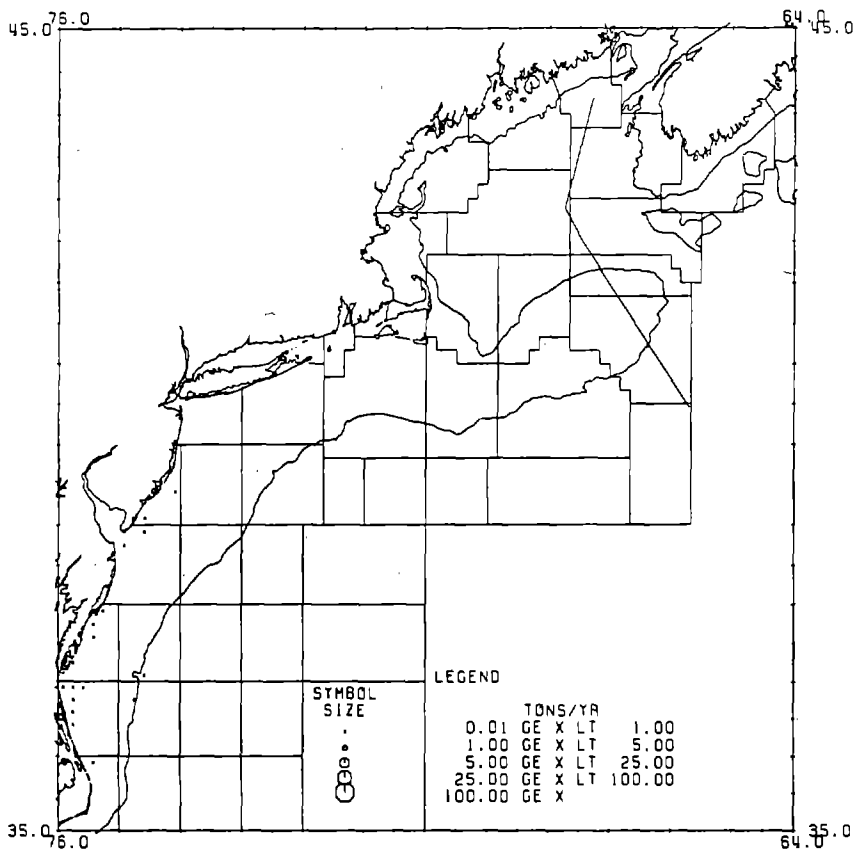 76.0 64.0
45.0 45.0
LEGEND
SYMBOL
SIZE
TONS/YR
0.01 GE X LT 1.00
1.00 GE X LT 5.00
5.00 GE X LT 25.00
25.00 GE X LT 100.00
100.00 GE X
35.0 35.0
76.0 64.0